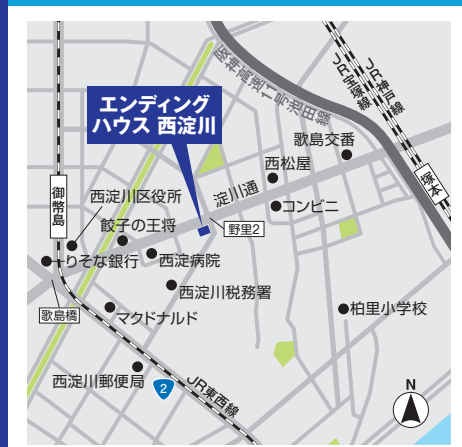 阪神高速11号池田線
JR宝塚線
JR神戸線
エンディング
ハウス 西淀川
歌島交番
西松屋
塚本
御幣島
西淀川区役所
淀川通
コンビニ
餃子の王将
野里2
りそな銀行
西淀病院
西淀川税務署
歌島橋
マクドナルド
柏里小学校
西淀川郵便局
2
JR東西線
N